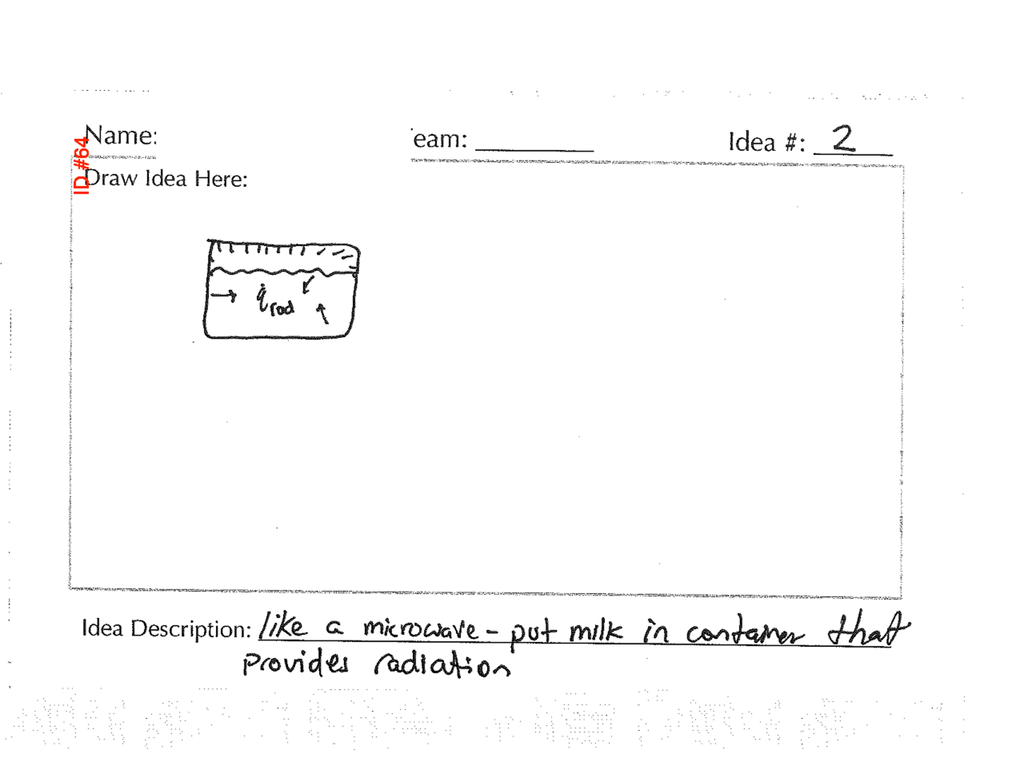 Name: eam: Idea #: 2
ID #64
Draw Idea Here:
q̇rad
Idea Description: like a microwave - put milk in container that
provides radiation